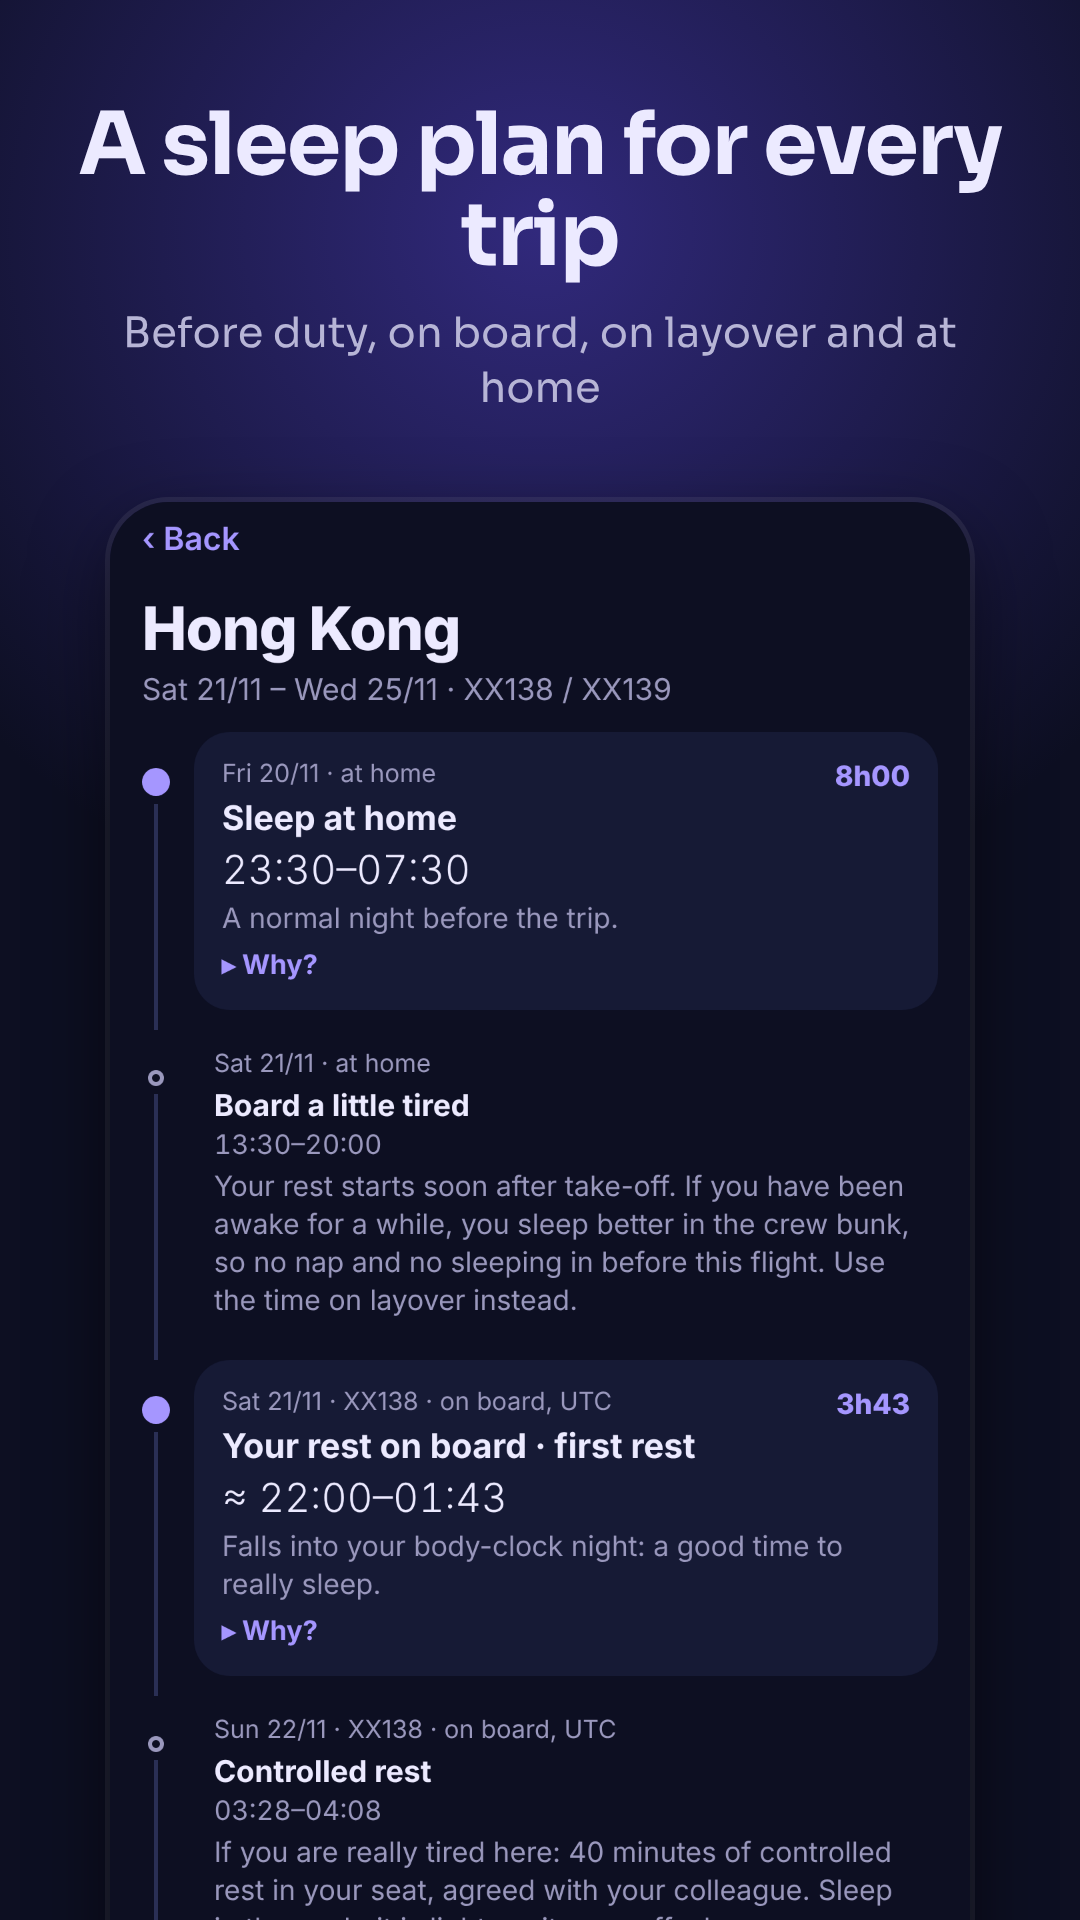 A sleep plan for every
trip
Before duty, on board, on layover and at
home
‹ Back
Hong Kong
Sat 21/11 – Wed 25/11 · XX138 / XX139
Fri 20/11 · at home
8h00
Sleep at home
23:30–07:30
A normal night before the trip.
▸ Why?
Sat 21/11 · at home
Board a little tired
13:30–20:00
Your rest starts soon after take-off. If you have been
awake for a while, you sleep better in the crew bunk,
so no nap and no sleeping in before this flight. Use
the time on layover instead.
Sat 21/11 · XX138 · on board, UTC
3h43
Your rest on board · first rest
≈ 22:00–01:43
Falls into your body-clock night: a good time to
really sleep.
▸ Why?
Sun 22/11 · XX138 · on board, UTC
Controlled rest
03:28–04:08
If you are really tired here: 40 minutes of controlled
rest in your seat, agreed with your colleague. Sleep